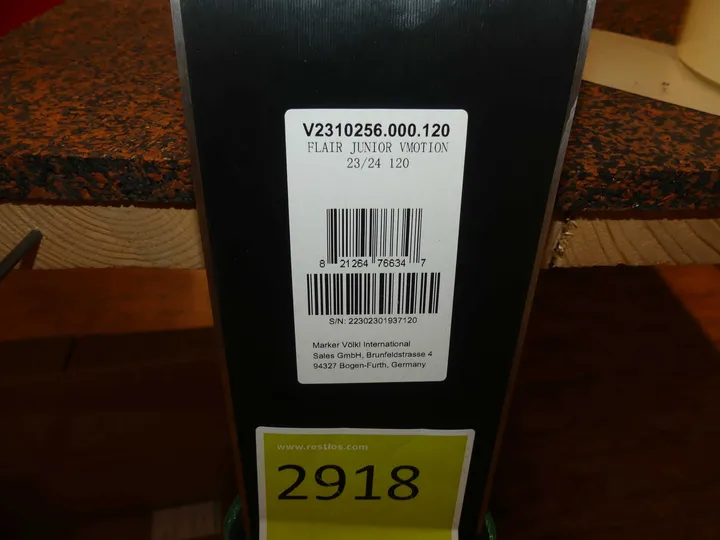 V2310256.000.120
FLAIR JUNIOR VMOTION
23/24 120
8 21264 76634 7
S/N: 22302301937120
Marker Völkl International
Sales GmbH, Brunfeldstrasse 4
94327 Bogen-Furth, Germany
www.restlos.com
2918